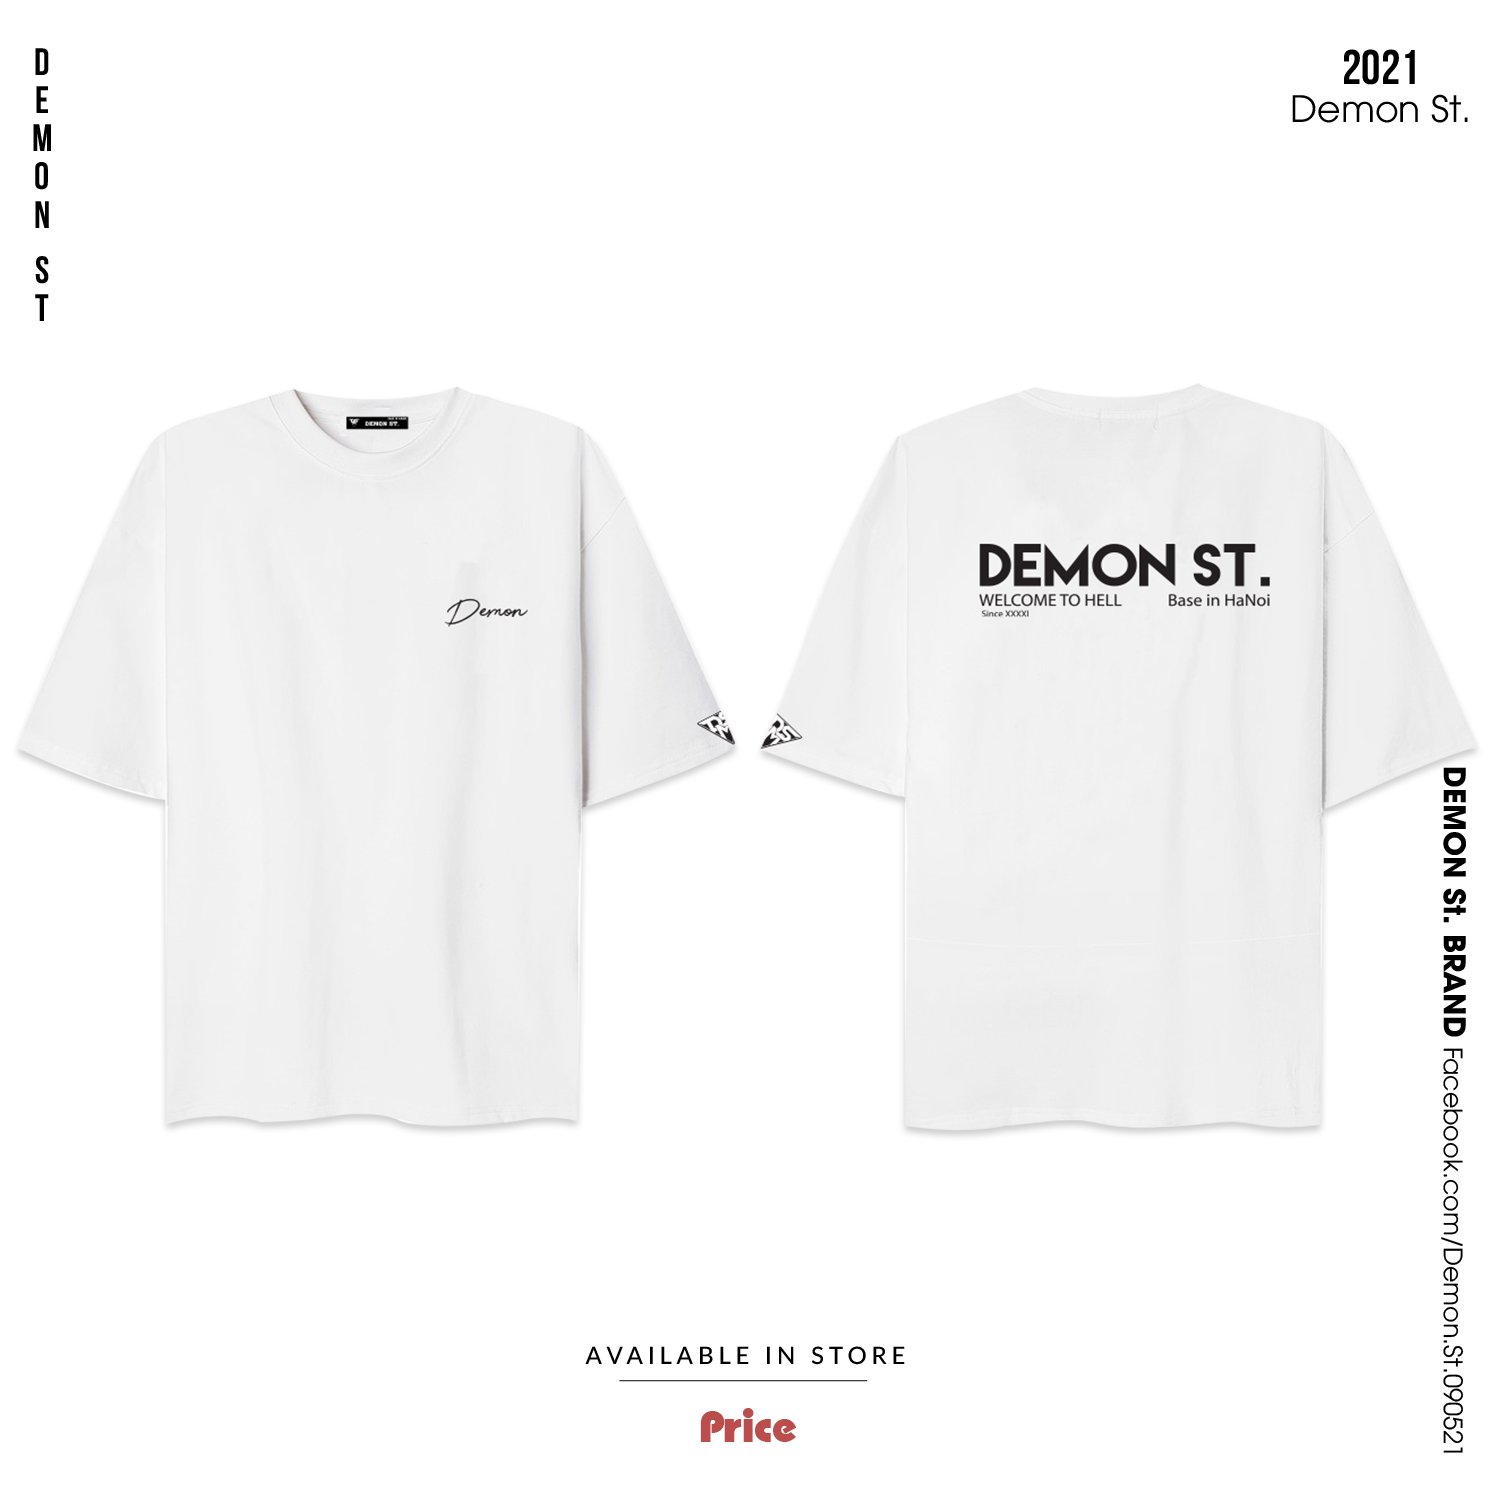 DEMON ST
2021
Demon St.
DEMON ST.
Demon
DEMON ST.
WELCOME TO HELL Base in HaNoi
Since XXXXI
DEMON St. BRAND Facebook.com/Demon.St.090521
AVAILABLE IN STORE
Price